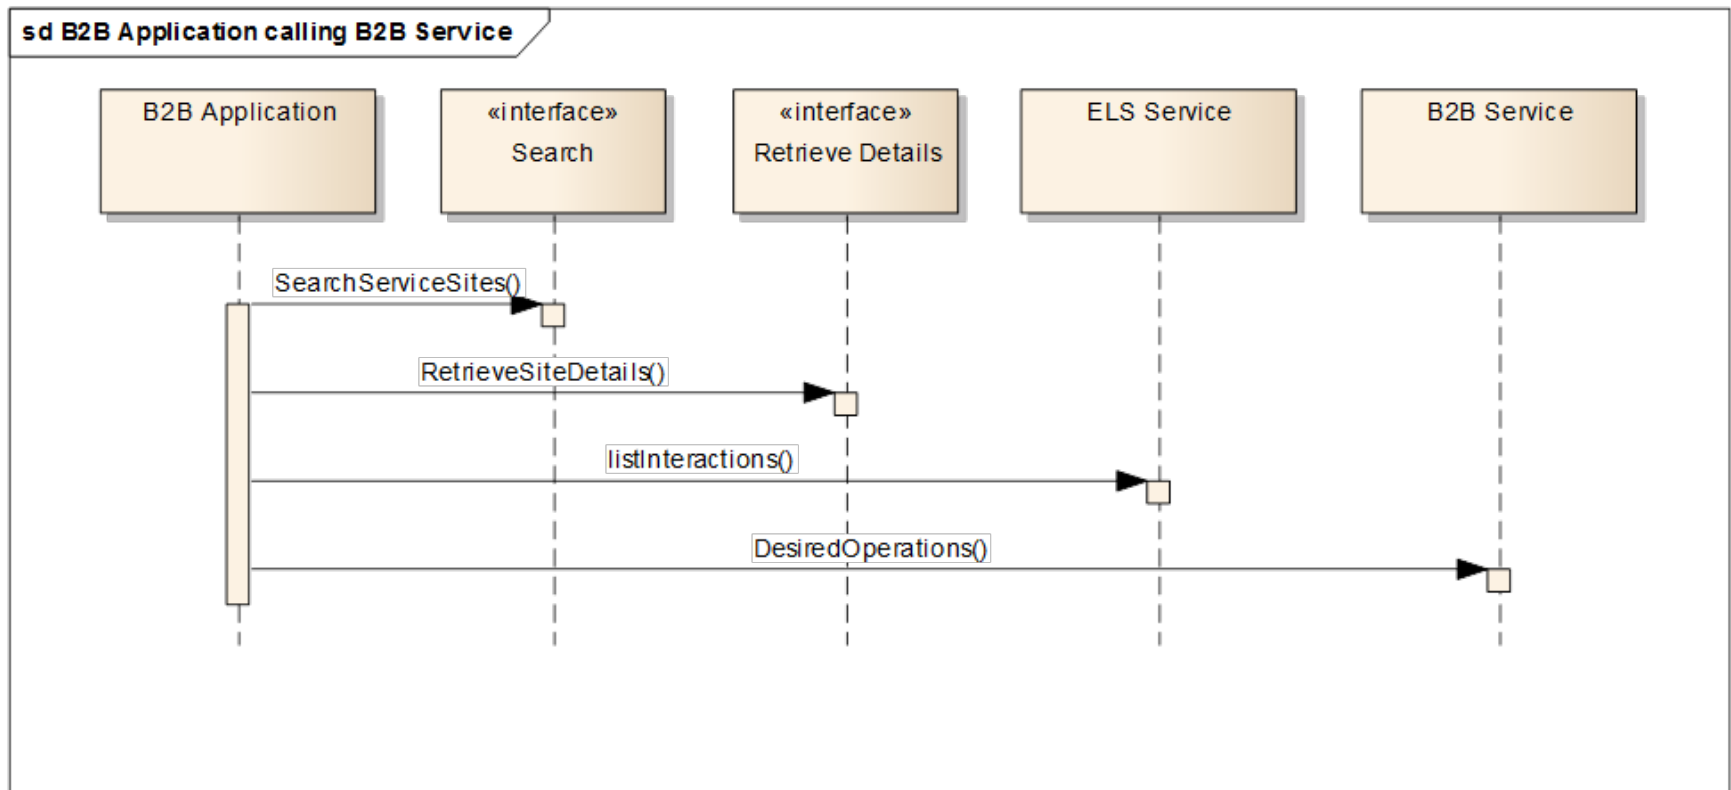 sd B2B Application calling B2B Service
B2B Application
«interface»
Search
«interface»
Retrieve Details
ELS Service
B2B Service
SearchServiceSites()
RetrieveSiteDetails()
listInteractions()
DesiredOperations()